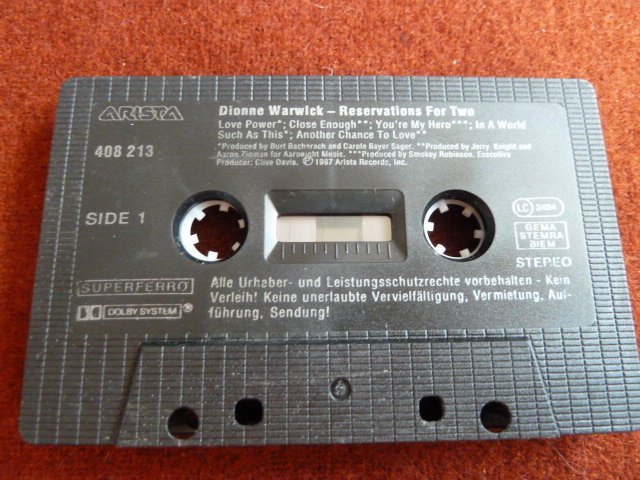 ARISTA
Dionne Warwick – Reservations For Two
Love Power*; Close Enough**; You're My Hero***; In A World
Such As This*; Another Chance To Love**
408 213
*Produced by Burt Bacharach and Carole Bayer Sager. **Produced by Jerry Knight and
Aaron Zigman for Aaronight Music. ***Produced by Smokey Robinson. Executive
Producer: Clive Davis. Ⓟ 1987 Arista Records, Inc.
SIDE 1
LC 3484
GEMA
STEMRA
BIEM
STEREO
SUPERFERRO
DOLBY SYSTEM®
Alle Urheber- und Leistungsschutzrechte vorbehalten - Kein
Verleih! Keine unerlaubte Vervielfältigung, Vermietung, Auf-
führung, Sendung!